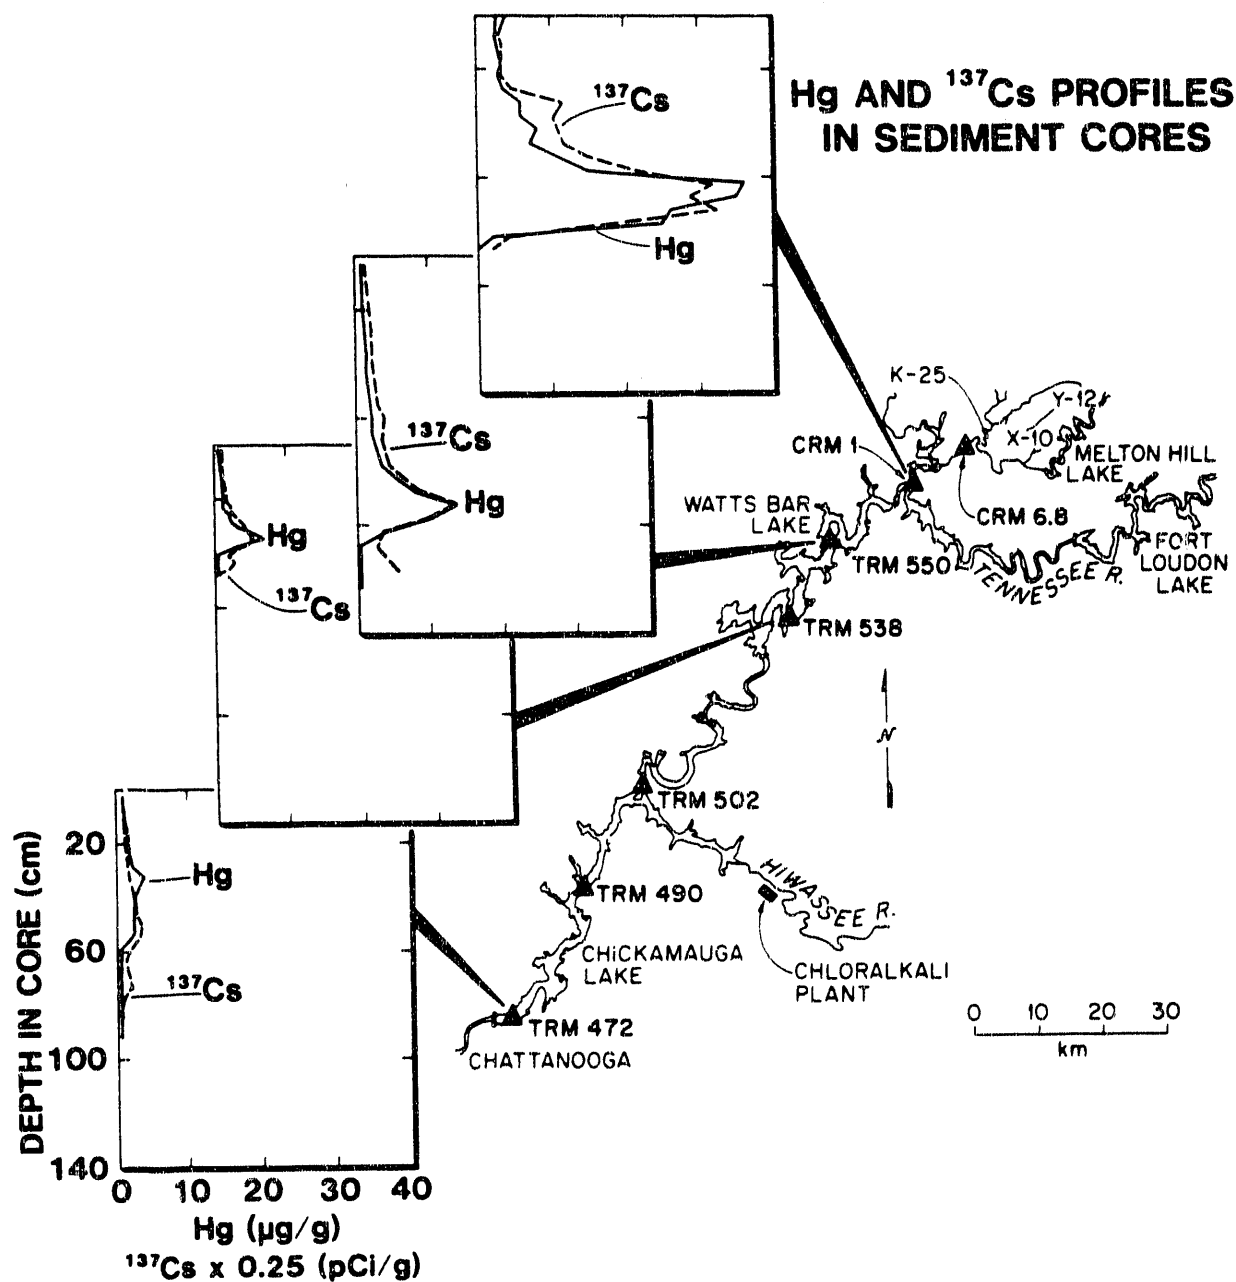 Hg AND ¹³⁷Cs PROFILES
IN SEDIMENT CORES
¹³⁷Cs
Hg
¹³⁷Cs
Hg
Hg
¹³⁷Cs
K-25
Y-12
X-10
CRM 1
MELTON HILL
LAKE
CRM 6.8
WATTS BAR
LAKE
TRM 550
TENNESSEE R.
FORT
LOUDON
LAKE
TRM 538
N
TRM 502
HIWASSEE R.
TRM 490
CHICKAMAUGA
LAKE
CHLORALKALI
PLANT
TRM 472
CHATTANOOGA
0 10 20 30
km
DEPTH IN CORE (cm)
20
60
100
140
Hg
¹³⁷Cs
0 10 20 30 40
Hg (µg/g)
¹³⁷Cs x 0.25 (pCi/g)